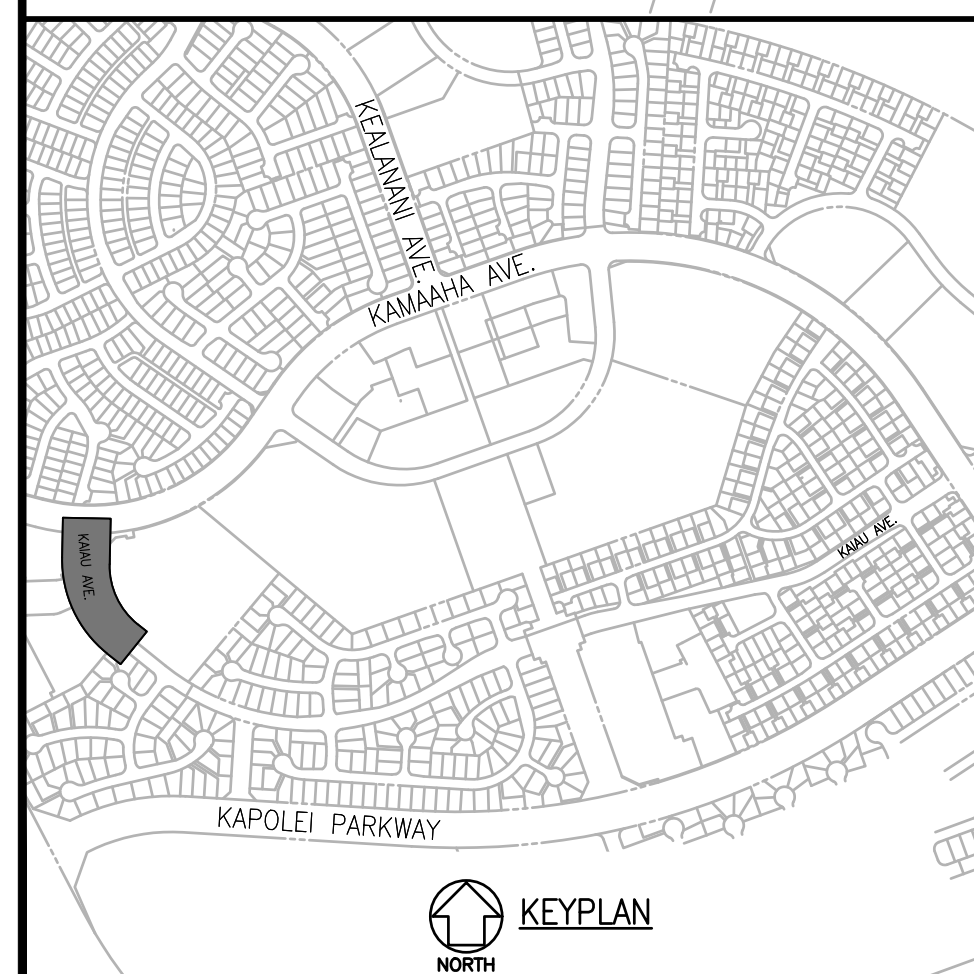 KEALANANI AVE.
KAMAAHA AVE.
KAIAU AVE.
KAIAU AVE.
KAPOLEI PARKWAY
KEYPLAN
NORTH